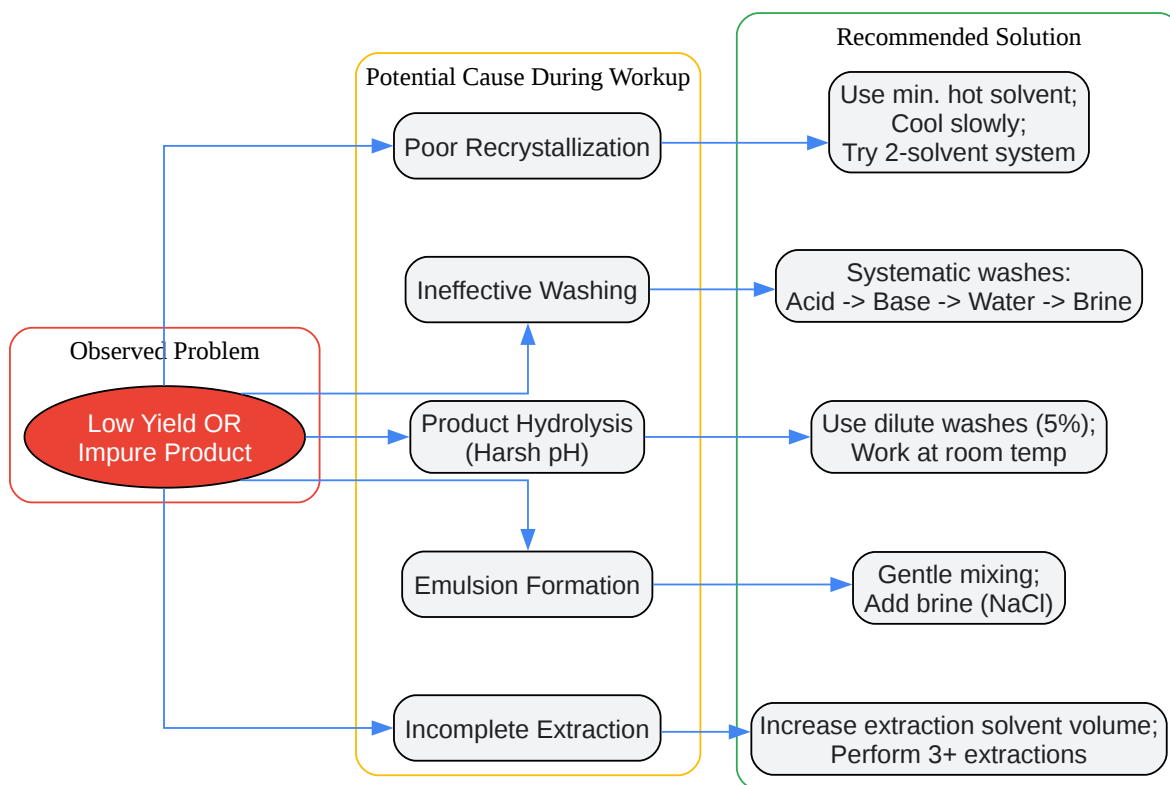 Recommended Solution
Potential Cause During Workup
Use min. hot solvent;
Cool slowly;
Try 2-solvent system
Poor Recrystallization
Ineffective Washing
Systematic washes:
Acid -> Base -> Water -> Brine
Observed Problem
Low Yield OR
Impure Product
Product Hydrolysis
(Harsh pH)
Use dilute washes (5%);
Work at room temp
Emulsion Formation
Gentle mixing;
Add brine (NaCl)
Incomplete Extraction
Increase extraction solvent volume;
Perform 3+ extractions